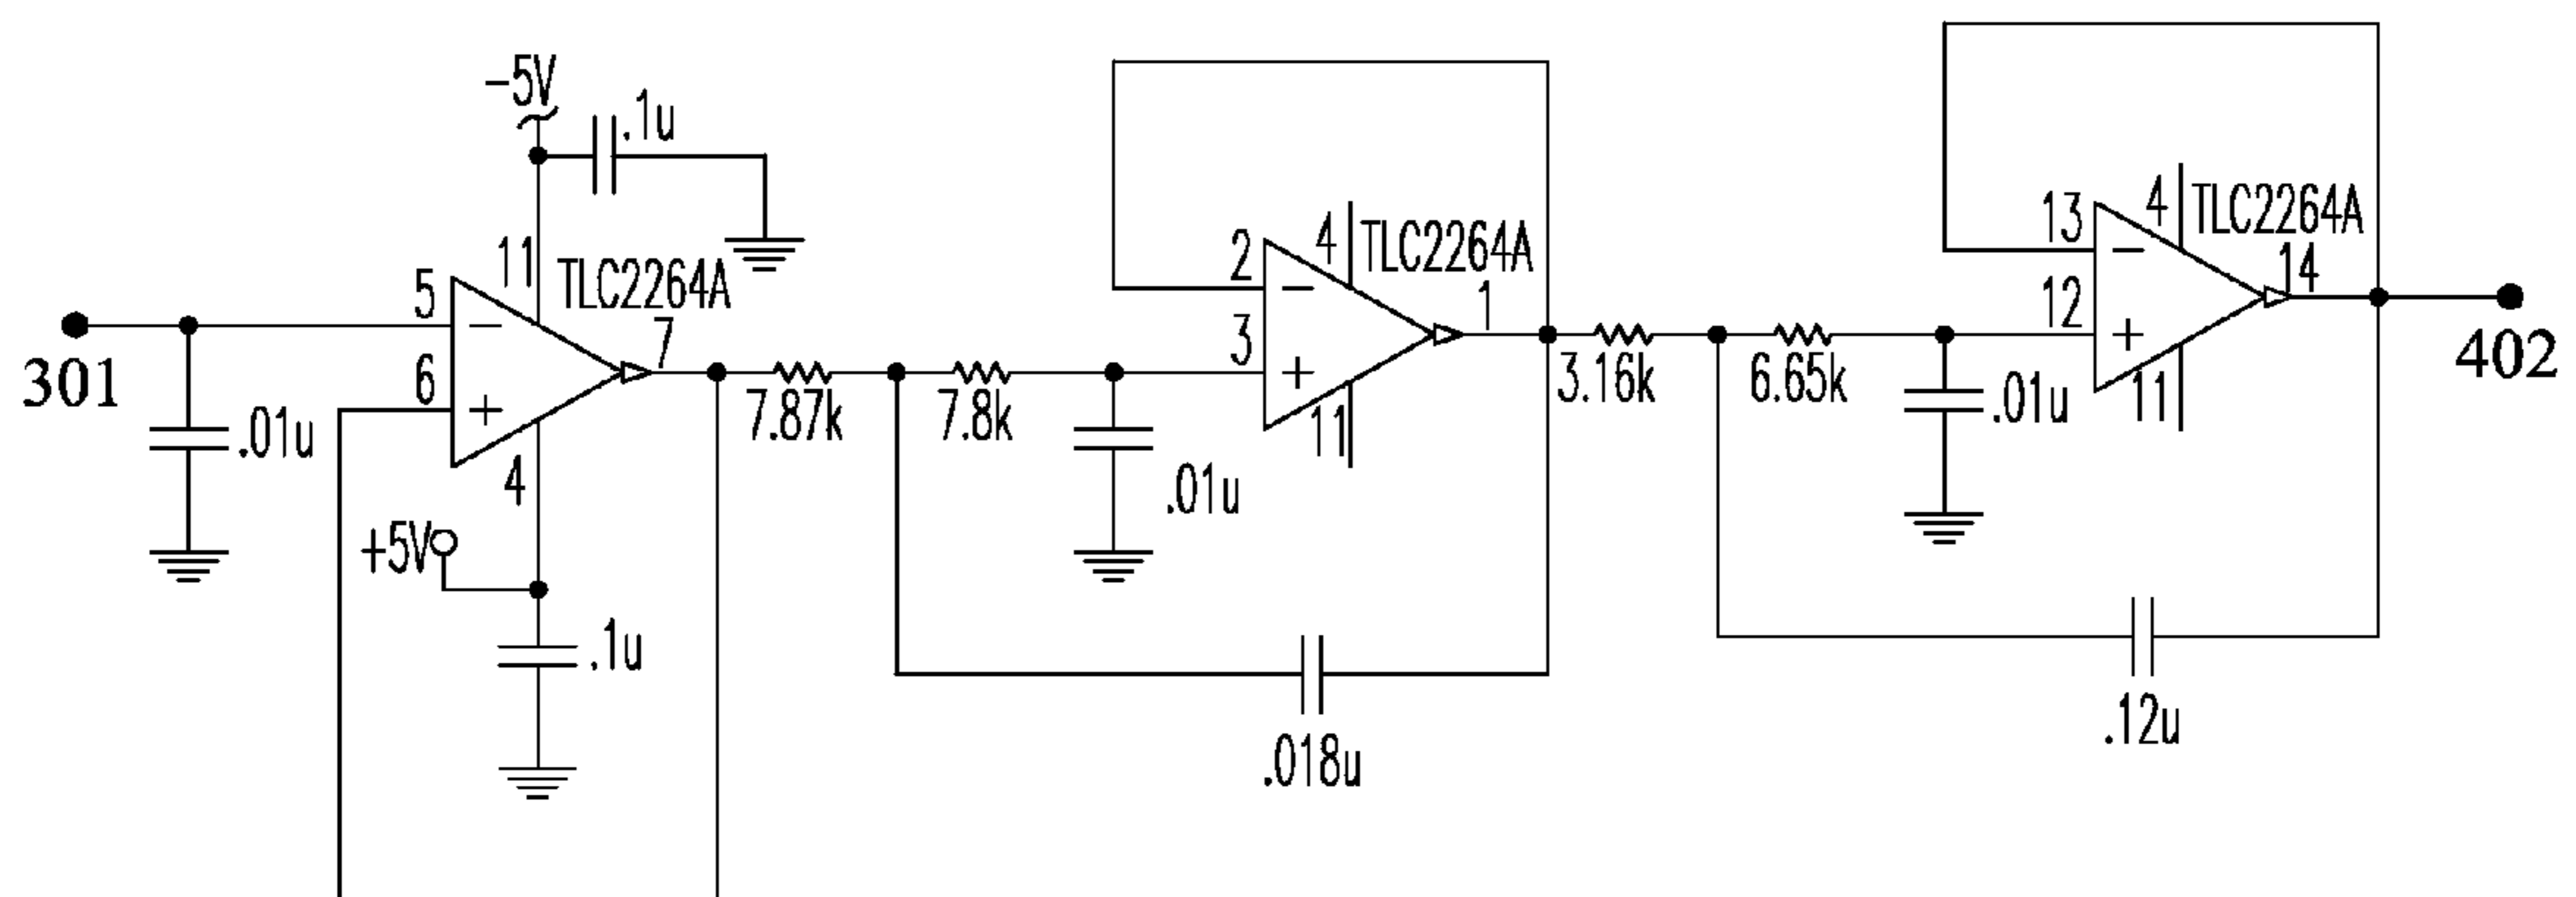 -5V
.1u
11
TLC2264A
5
-
7
6
+
301
.01u
4
+5V
.1u
7.87k
7.8k
.01u
2
-
4
TLC2264A
1
3
+
11
.018u
3.16k
6.65k
.01u
13
-
4
TLC2264A
14
12
+
11
402
.12u